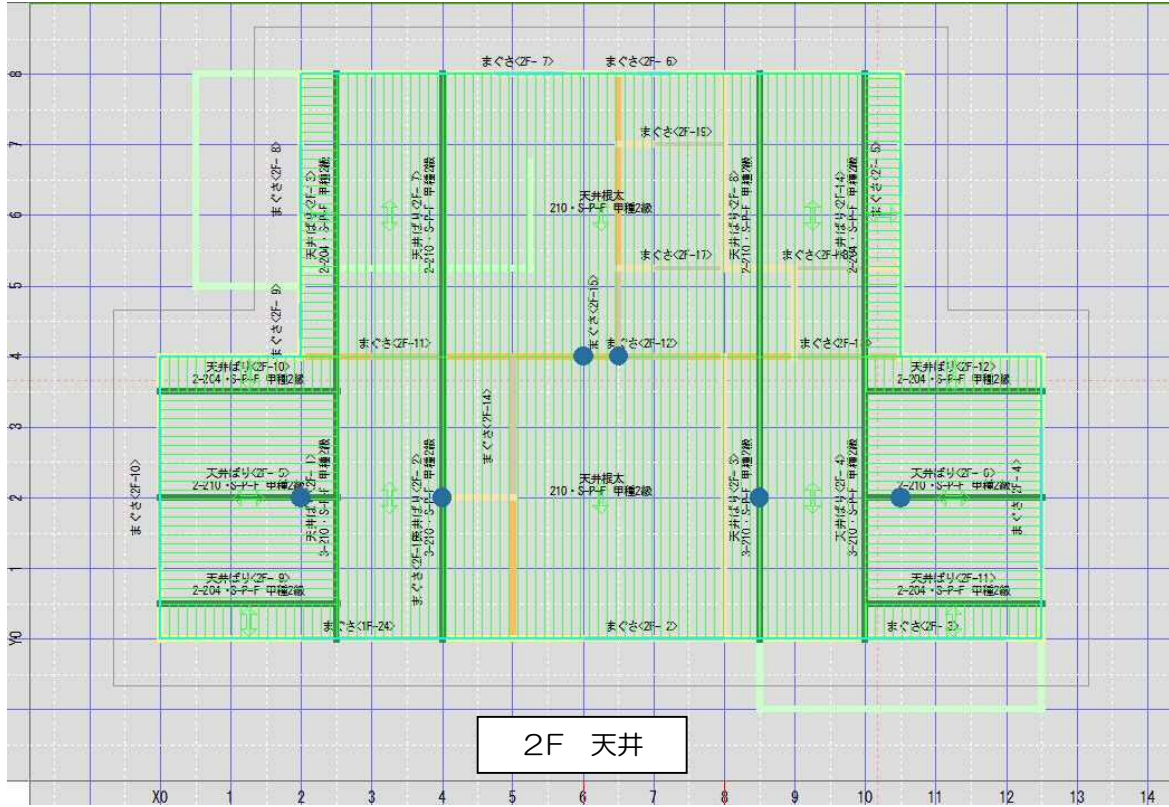 まぐさ<2F- 7>
まぐさ<2F- 6>
8
まぐさ<2F-19>
7
まぐさ<2F- 8>
天井ばり<2F- 7>
2-210・S-P-F 甲種2級
天井ばり<2F- 8>
2-210・S-P-F 甲種2級
天井ばり<2F-14>
2-204・S-P-F 甲種2級
まぐさ<2F- 5>
2-204・S-P-F 甲種2級
天井根太
210・S-P-F 甲種2級
6
まぐさ<2F-17>
5
まぐさ<2F- 9>
まぐさ<2F-15>
まぐさ<2F-11>
まぐさ<2F-12>
4
天井ばり<2F-10>
2-204・S-P-F 甲種2級
天井ばり<2F-12>
2-204・S-P-F 甲種2級
3
まぐさ<2F-14>
まぐさ<2F-10>
天井ばり<2F- 5>
2-210・S-P-F 甲種2級
天井ばり<2F- 1>
3-210・S-P-F 甲種2級
天井ばり<2F- 2>
3-210・S-P-F 甲種2級
天井根太
210・S-P-F 甲種2級
天井ばり<2F- 3>
3-210・S-P-F 甲種2級
天井ばり<2F- 4>
3-210・S-P-F 甲種2級
天井ばり<2F- 6>
2-210・S-P-F 甲種2級
まぐさ<2F- 4>
2
天井ばり<2F- 9>
2-204・S-P-F 甲種2級
天井ばり<2F-11>
2-204・S-P-F 甲種2級
1
まぐさ<1F-24>
まぐさ<2F- 2>
まぐさ<2F- 3>
Y0
2F 天井
X0 1 2 3 4 5 6 7 8 9 10 11 12 13 14